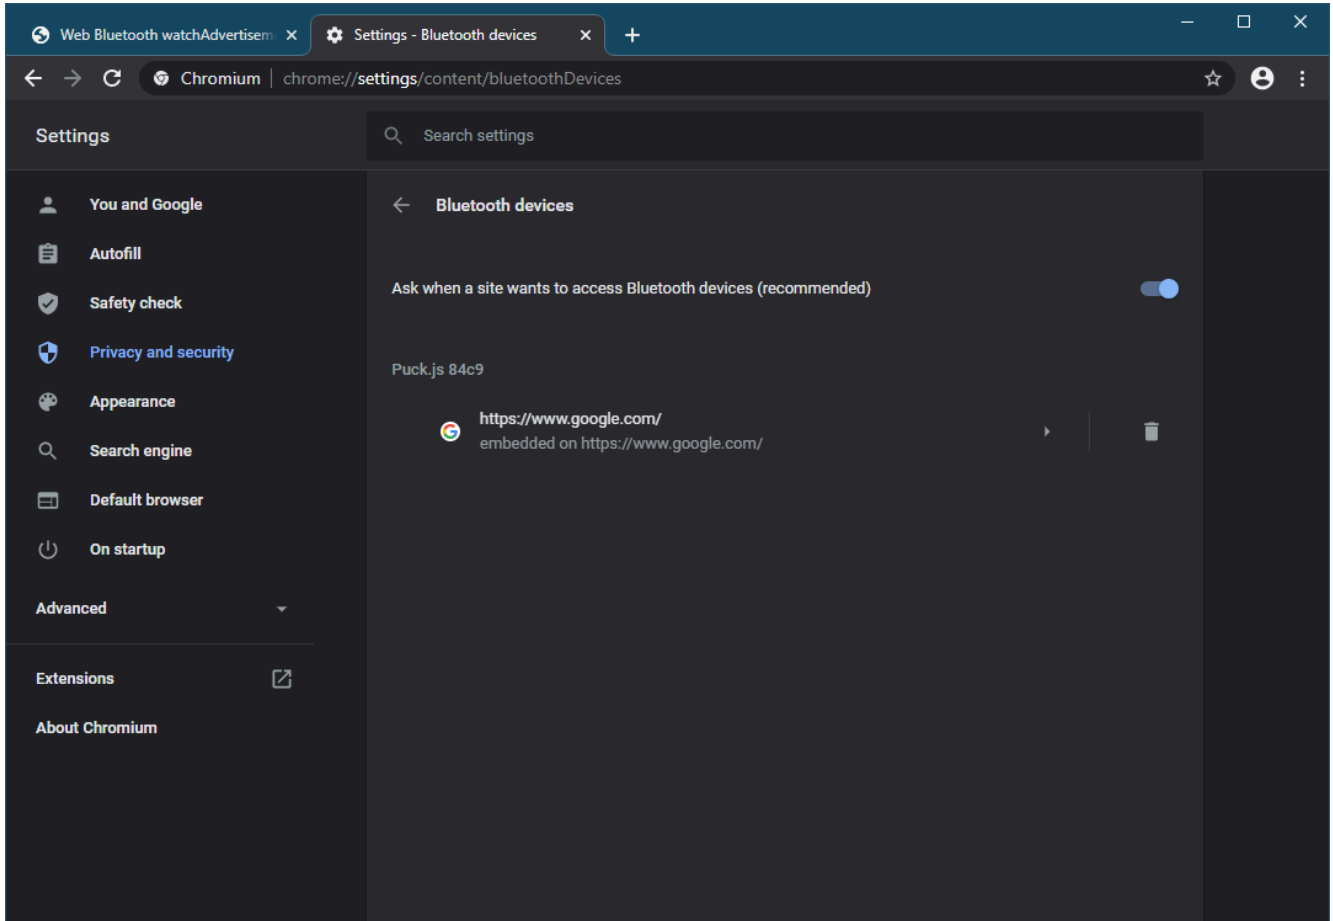 Web Bluetooth watchAdvertisem
Settings - Bluetooth devices
Chromium
chrome://settings/content/bluetoothDevices
Settings
Search settings
You and Google
Autofill
Safety check
Privacy and security
Appearance
Search engine
Default browser
On startup
Advanced
Extensions
About Chromium
Bluetooth devices
Ask when a site wants to access Bluetooth devices (recommended)
Puck.js 84c9
https://www.google.com/
embedded on https://www.google.com/